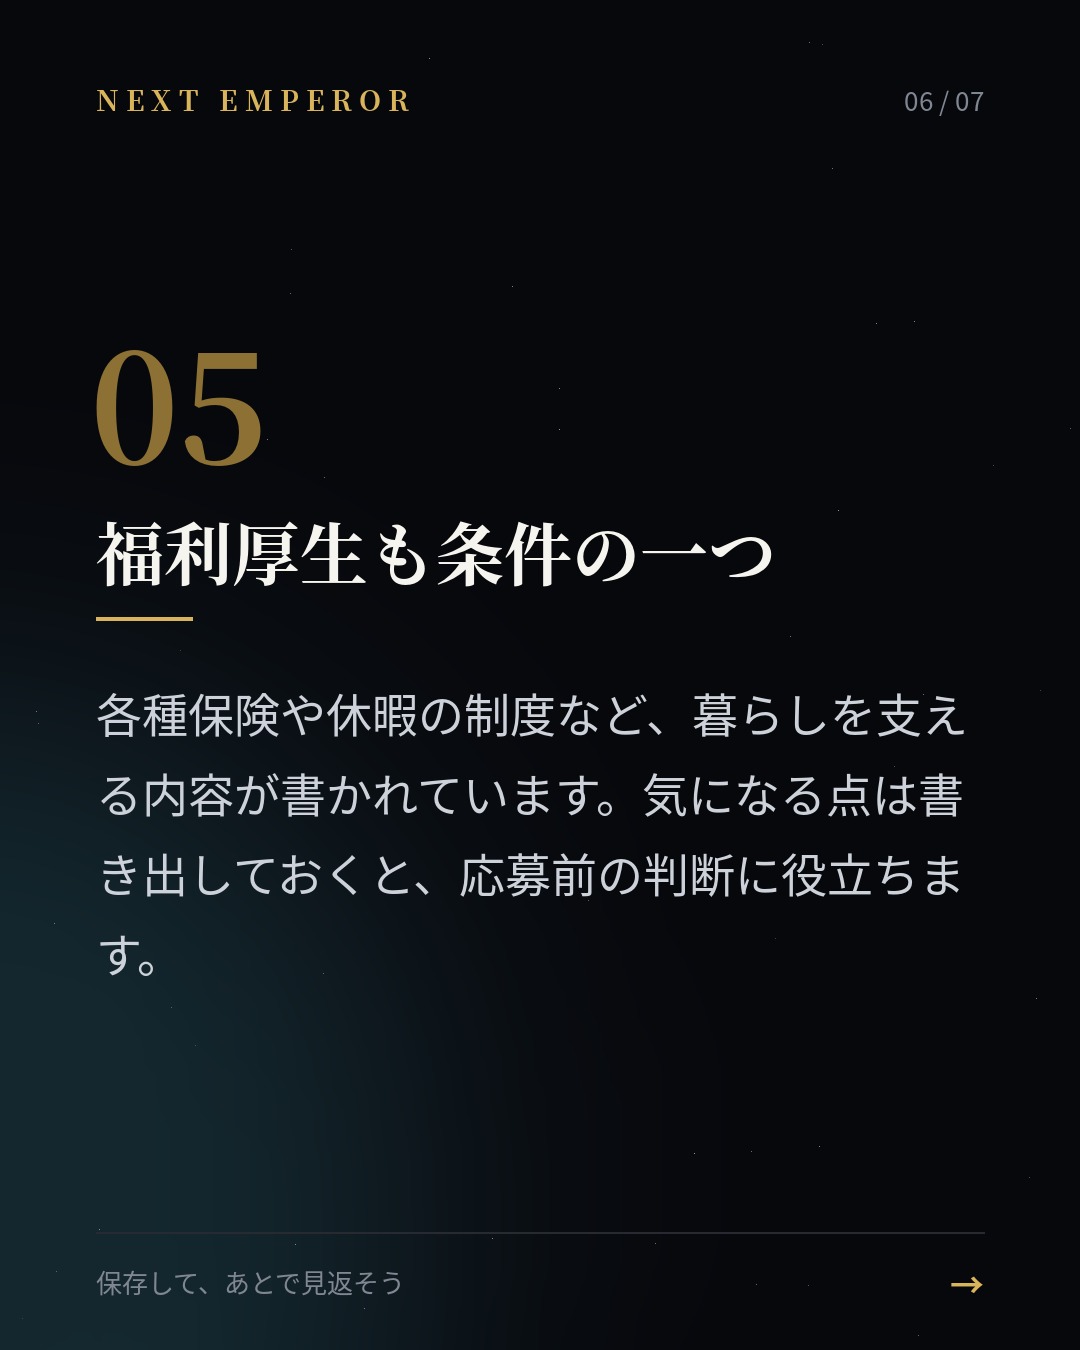 NEXT EMPEROR
06 / 07
05
福利厚生も条件の一つ
各種保険や休暇の制度など、暮らしを支え
る内容が書かれています。気になる点は書
き出しておくと、応募前の判断に役立ちま
す。
保存して、あとで見返そう
→